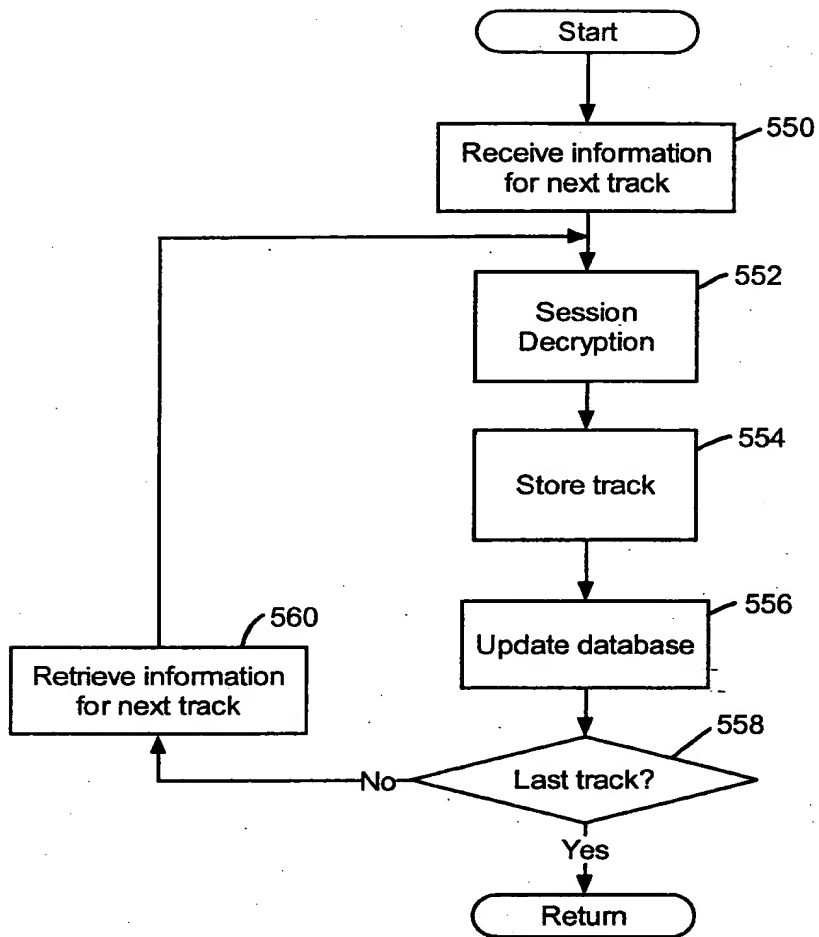 Start
550
Receive information
for next track
552
Session
Decryption
554
Store track
556
Update database
560
Retrieve information
for next track
558
Last track?
No
Yes
Return